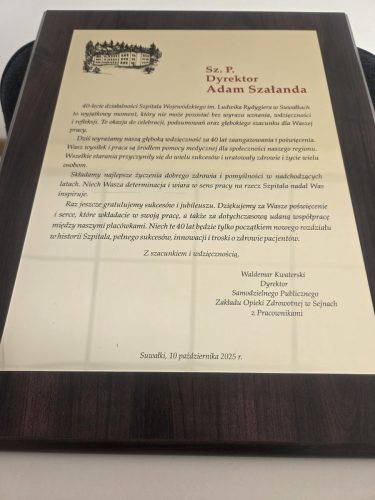 Sz. P.
Dyrektor
Adam Szałanda
40-lecie działalności Szpitala Wojewódzkiego im. Ludwika Rydygiera w Suwałkach
to wyjątkowy moment, który nie może pozostać bez wyrazu uznania, wdzięczności
i refleksji. To okazja do celebracji, podsumowań oraz głębokiego szacunku dla Waszej
pracy.
Dziś wyrażamy naszą głęboką wdzięczność za 40 lat zaangażowania i poświęcenia.
Wasz wysiłek i praca są źródłem pomocy medycznej dla społeczności naszego regionu.
Wszelkie starania przyczyniły się do wielu sukcesów i uratowały zdrowie i życie wielu
osobom.
Składamy najlepsze życzenia dobrego zdrowia i pomyślności w nadchodzących
latach. Niech Wasza determinacja i wiara w sens pracy na rzecz Szpitala nadal Was
inspiruje.
Raz jeszcze gratulujemy sukcesów i jubileuszu. Dziękujemy za Wasze poświęcenie
i serce, które wkładacie w swoją pracę, a także za dotychczasową udaną współpracę
między naszymi placówkami. Niech te 40 lat będzie tylko początkiem nowego rozdziału
w historii Szpitala, pełnego sukcesów, innowacji i troski o zdrowie pacjentów.
Z szacunkiem i wdzięcznością,
Waldemar Kwaterski
Dyrektor
Samodzielnego Publicznego
Zakładu Opieki Zdrowotnej w Sejnach
z Pracownikami
Suwałki, 10 października 2025 r.